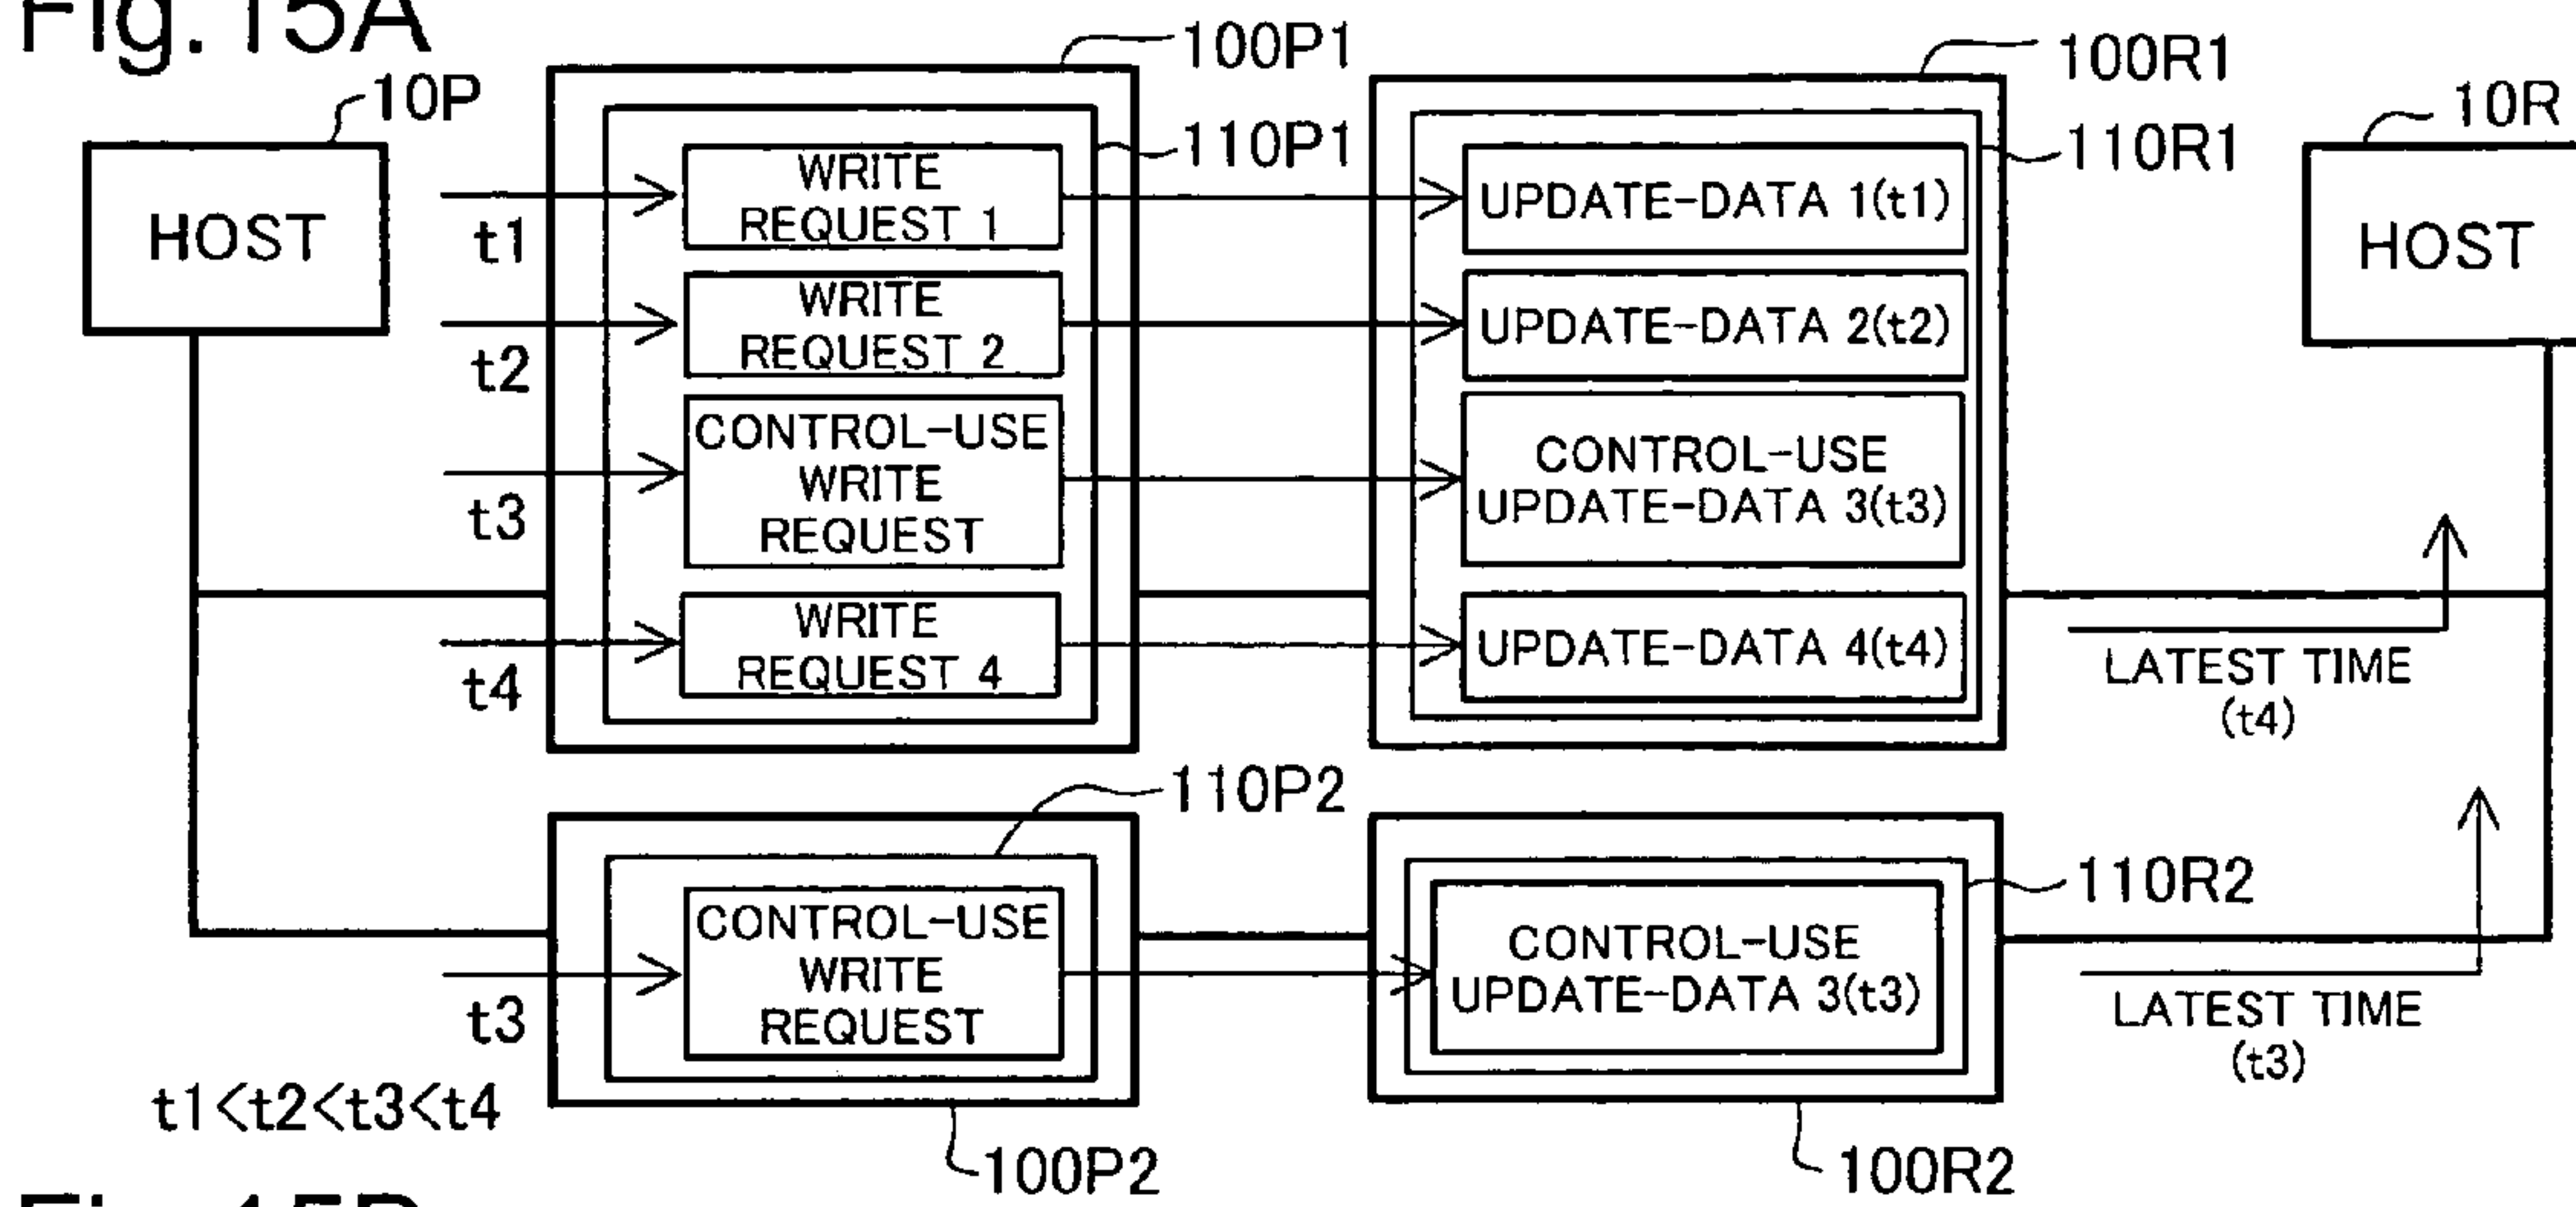 Fig. 15A
100P1
100R1
10P
10R
110P1
110R1
HOST
HOST
t1
WRITE
REQUEST 1
UPDATE-DATA 1(t1)
t2
WRITE
REQUEST 2
UPDATE-DATA 2(t2)
t3
CONTROL-USE
WRITE
REQUEST
CONTROL-USE
UPDATE-DATA 3(t3)
t4
WRITE
REQUEST 4
UPDATE-DATA 4(t4)
LATEST TIME
(t4)
110P2
110R2
t3
CONTROL-USE
WRITE
REQUEST
CONTROL-USE
UPDATE-DATA 3(t3)
LATEST TIME
(t3)
t1<t2<t3<t4
100P2
100R2